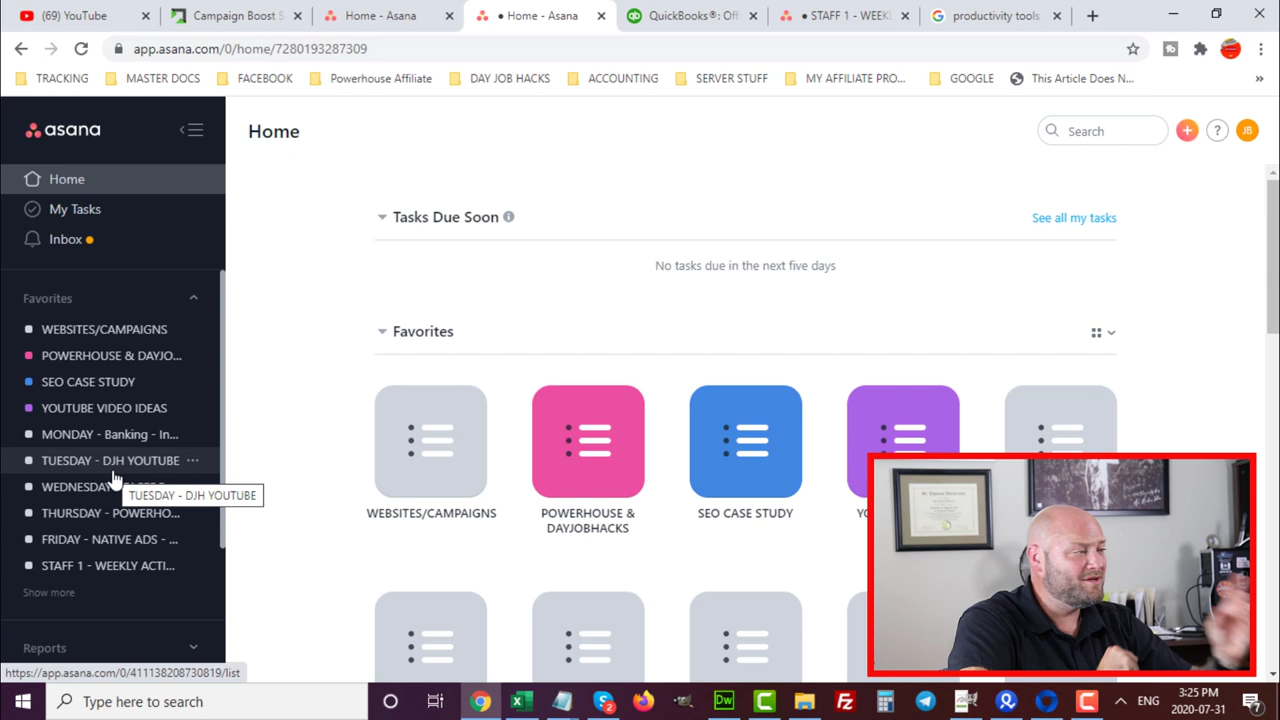 (60) YouTube
Campaign Boost S
Home - Asana
• Home - Asana
QuickBooks®: Off
• STAFF 1 - WEEKL
productivity tools
app.asana.com/0/home/7280193287309
TRACKING
MASTER DOCS
FACEBOOK
Powerhouse Affiliate
DAY JOB HACKS
ACCOUNTING
SERVER STUFF
MY AFFILIATE PRO...
GOOGLE
This Article Does N...
asana
Home
Search
JB
Home
My Tasks
Inbox
Tasks Due Soon
See all my tasks
No tasks due in the next five days
Favorites
WEBSITES/CAMPAIGNS
POWERHOUSE & DAYJO...
SEO CASE STUDY
YOUTUBE VIDEO IDEAS
MONDAY - Banking - In...
TUESDAY - DJH YOUTUBE
WEDNESDAY
TUESDAY - DJH YOUTUBE
THURSDAY - POWERHO...
FRIDAY - NATIVE ADS - ...
STAFF 1 - WEEKLY ACTI...
Show more
Reports
Favorites
WEBSITES/CAMPAIGNS
POWERHOUSE &
DAYJOBHACKS
SEO CASE STUDY
https://app.asana.com/0/411138208730819/list
Type here to search
ENG
3:25 PM
2020-07-31